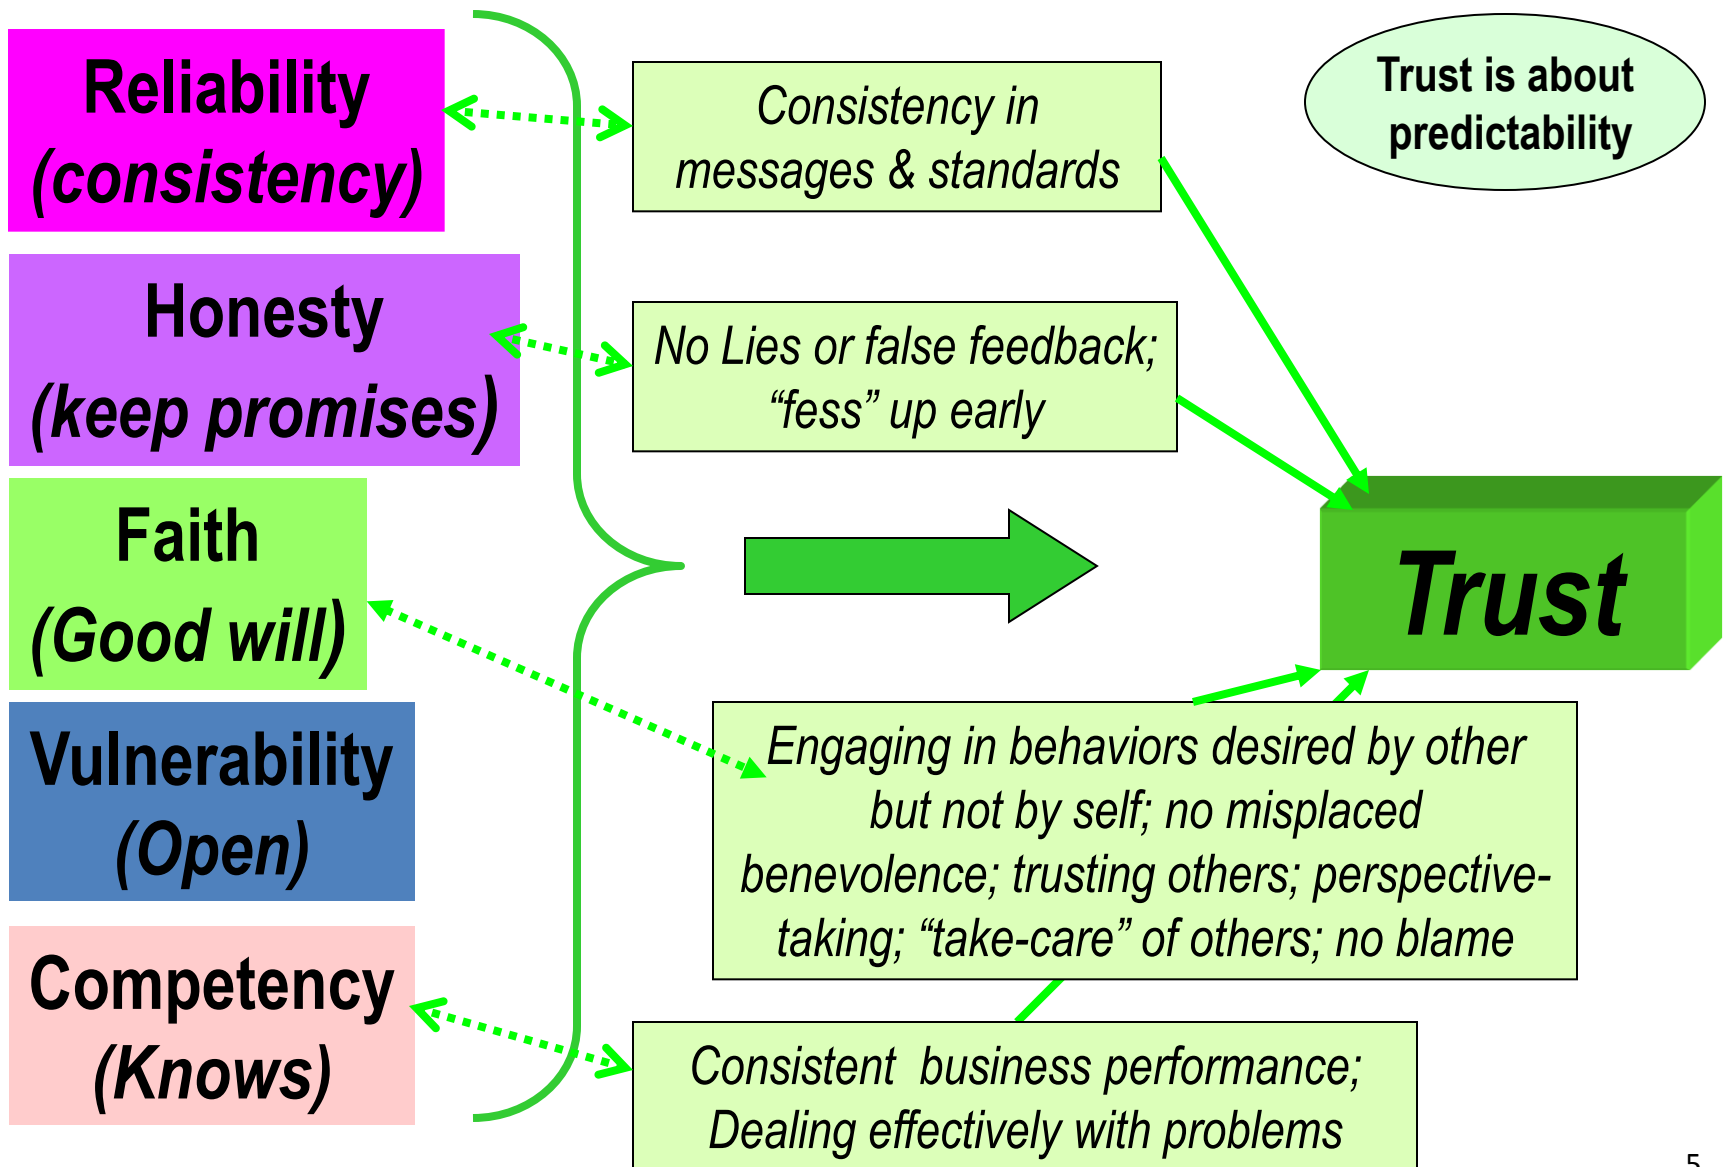 Reliability
(consistency)
Consistency in
messages & standards
Trust is about
predictability
Honesty
(keep promises)
No Lies or false feedback;
“fess” up early
Faith
(Good will)
Trust
Vulnerability
(Open)
Engaging in behaviors desired by other
but not by self; no misplaced
benevolence; trusting others; perspective-
taking; “take-care” of others; no blame
Competency
(Knows)
Consistent  business performance;
Dealing effectively with problems
5